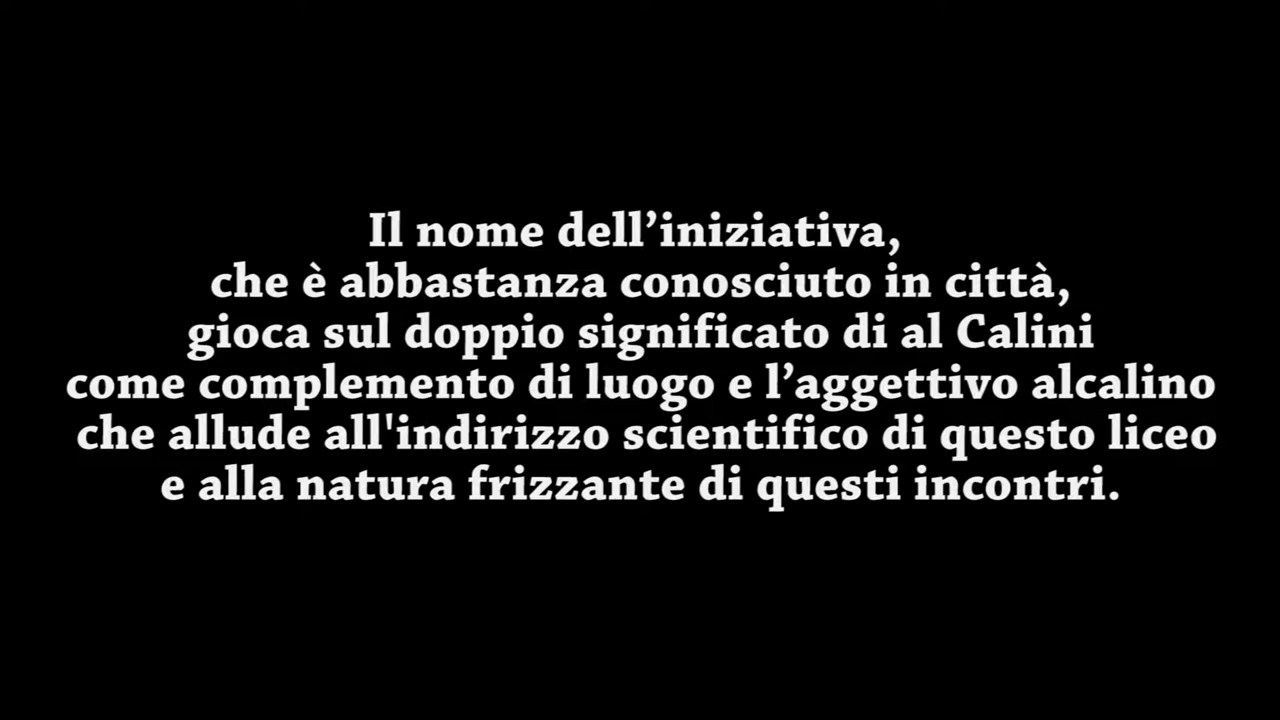 Il nome dell’iniziativa,
che è abbastanza conosciuto in città,
gioca sul doppio significato di al Calini
come complemento di luogo e l’aggettivo alcalino
che allude all'indirizzo scientifico di questo liceo
e alla natura frizzante di questi incontri.